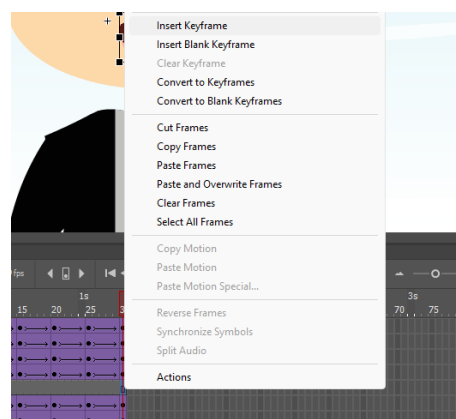 Insert Keyframe
Insert Blank Keyframe
Clear Keyframe
Convert to Keyframes
Convert to Blank Keyframes
Cut Frames
Copy Frames
Paste Frames
Paste and Overwrite Frames
Clear Frames
Select All Frames
Copy Motion
Paste Motion
Paste Motion Special...
Reverse Frames
Synchronize Symbols
Split Audio
Actions
fps
1s
3s
15 20 25 3 70 75